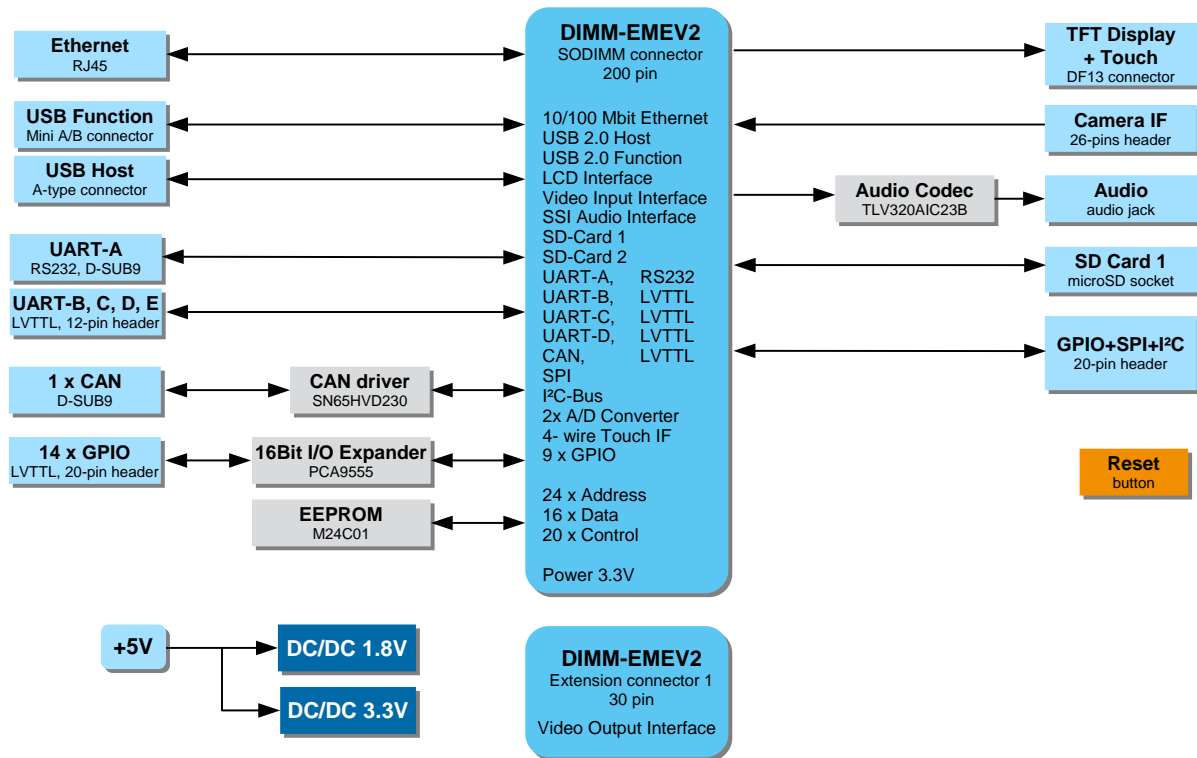 Ethernet
RJ45
USB Function
Mini A/B connector
USB Host
A-type connector
UART-A
RS232, D-SUB9
UART-B, C, D, E
LVTTL, 12-pin header
1 x CAN
D-SUB9
CAN driver
SN65HVD230
14 x GPIO
LVTTL, 20-pin header
16Bit I/O Expander
PCA9555
EEPROM
M24C01
DIMM-EMEV2
SODIMM connector
200 pin
10/100 Mbit Ethernet
USB 2.0 Host
USB 2.0 Function
LCD Interface
Video Input Interface
SSI Audio Interface
SD-Card 1
SD-Card 2
UART-A, RS232
UART-B, LVTTL
UART-C, LVTTL
UART-D, LVTTL
CAN, LVTTL
SPI
I²C-Bus
2x A/D Converter
4- wire Touch IF
9 x GPIO
24 x Address
16 x Data
20 x Control
Power 3.3V
TFT Display
+ Touch
DF13 connector
Camera IF
26-pins header
Audio Codec
TLV320AIC23B
Audio
audio jack
SD Card 1
microSD socket
GPIO+SPI+I²C
20-pin header
Reset
button
+5V
DC/DC 1.8V
DC/DC 3.3V
DIMM-EMEV2
Extension connector 1
30 pin
Video Output Interface